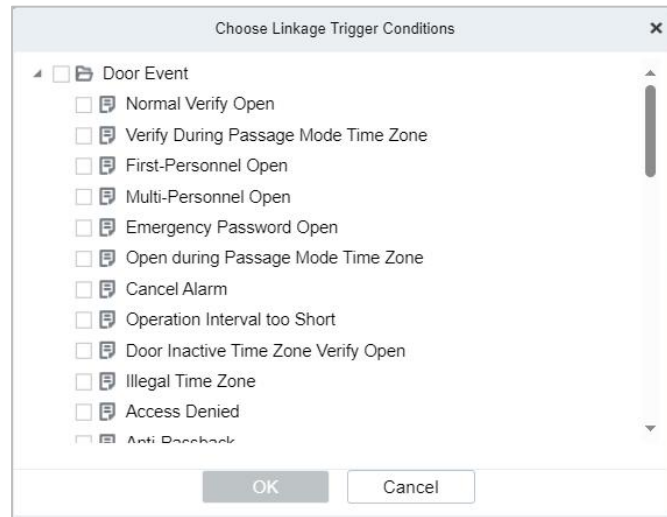 Choose Linkage Trigger Conditions
Door Event
Normal Verify Open
Verify During Passage Mode Time Zone
First-Personnel Open
Multi-Personnel Open
Emergency Password Open
Open during Passage Mode Time Zone
Cancel Alarm
Operation Interval too Short
Door Inactive Time Zone Verify Open
Illegal Time Zone
Access Denied
Anti-Passback
OK Cancel